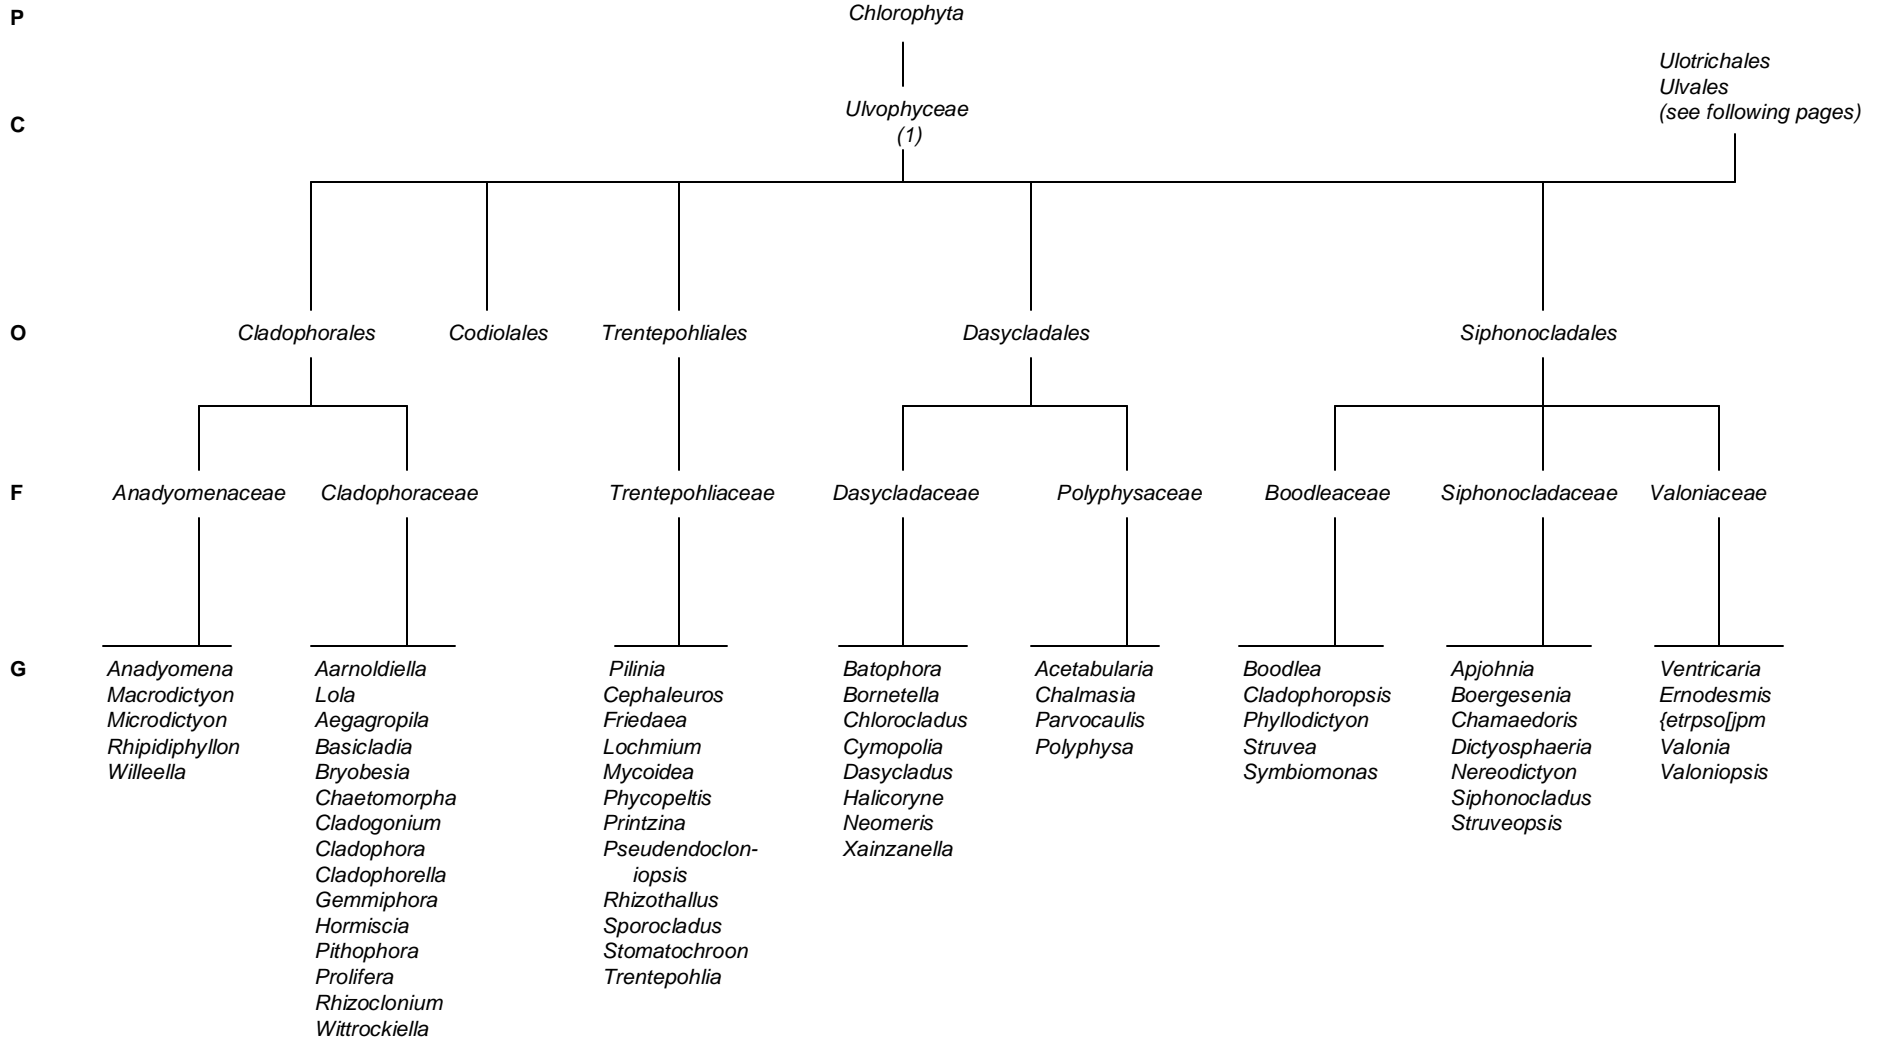 P
Chlorophyta
Ulotrichales
Ulvales
(see following pages)
C
Ulvophyceae
(1)
O
Cladophorales
Codiolales
Trentepohliales
Dasycladales
Siphonocladales
F
Anadyomenaceae
Cladophoraceae
Trentepohliaceae
Dasycladaceae
Polyphysaceae
Boodleaceae
Siphonocladaceae
Valoniaceae
G
Anadyomena
Macrodictyon
Microdictyon
Rhipidiphyllon
Willeella
Aarnoldiella
Lola
Aegagropila
Basicladia
Bryobesia
Chaetomorpha
Cladogonium
Cladophora
Cladophorella
Gemmiphora
Hormiscia
Pithophora
Prolifera
Rhizoclonium
Wittrockiella
Pilinia
Cephaleuros
Friedaea
Lochmium
Mycoidea
Phycopeltis
Printzina
Pseudendoclon-
iopsis
Rhizothallus
Sporocladus
Stomatochroon
Trentepohlia
Batophora
Bornetella
Chlorocladus
Cymopolia
Dasycladus
Halicoryne
Neomeris
Xainzanella
Acetabularia
Chalmasia
Parvocaulis
Polyphysa
Boodlea
Cladophoropsis
Phyllodictyon
Struvea
Symbiomonas
Apjohnia
Boergesenia
Chamaedoris
Dictyosphaeria
Nereodictyon
Siphonocladus
Struveopsis
Ventricaria
Ernodesmis
{etrpso[jpm
Valonia
Valoniopsis